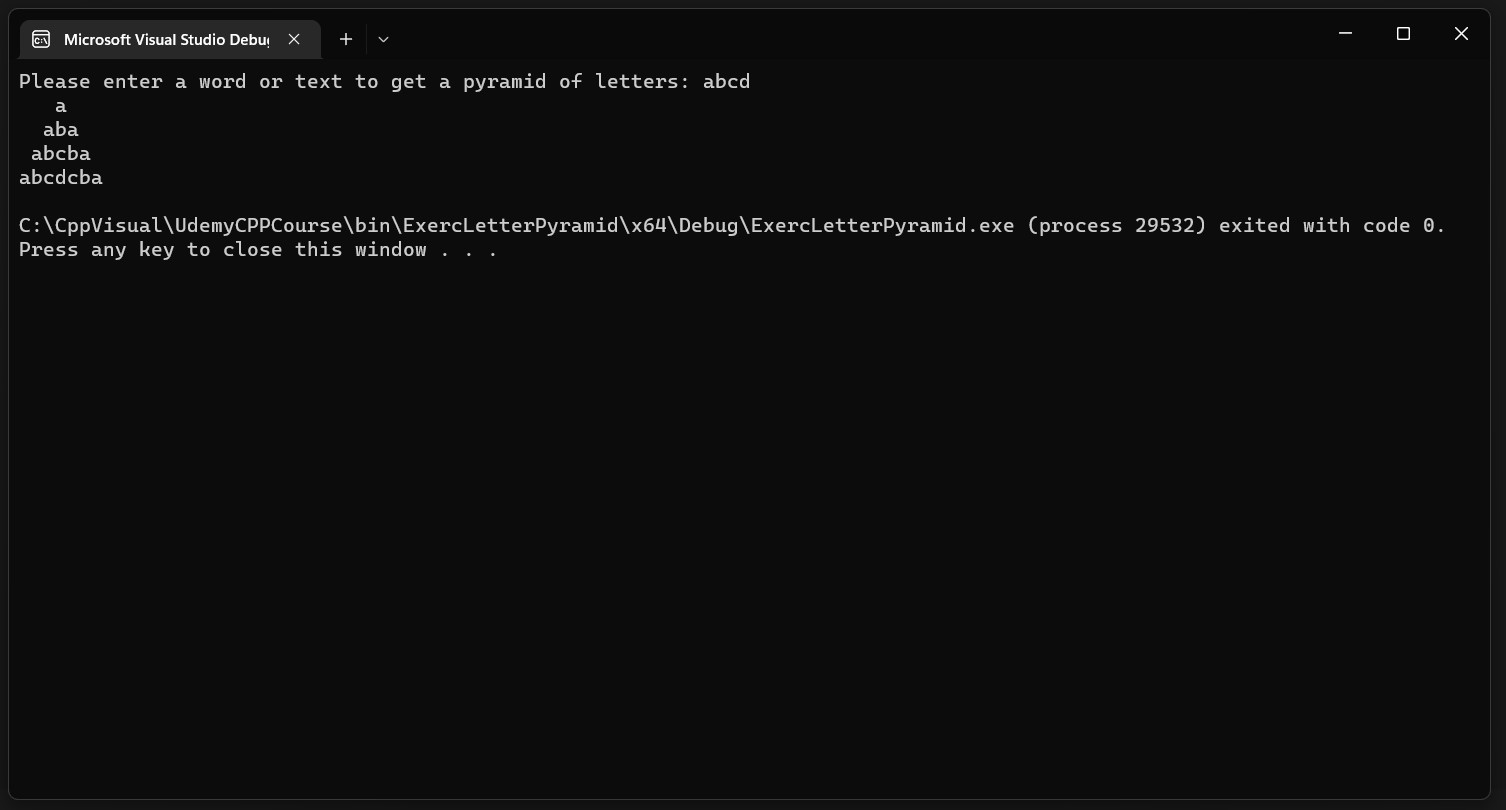 Microsoft Visual Studio Debu
Please enter a word or text to get a pyramid of letters: abcd
   a
  aba
 abcba
abcdcba
C:\CppVisual\UdemyCPPCourse\bin\ExercLetterPyramid\x64\Debug\ExercLetterPyramid.exe (process 29532) exited with code 0.
Press any key to close this window . . .